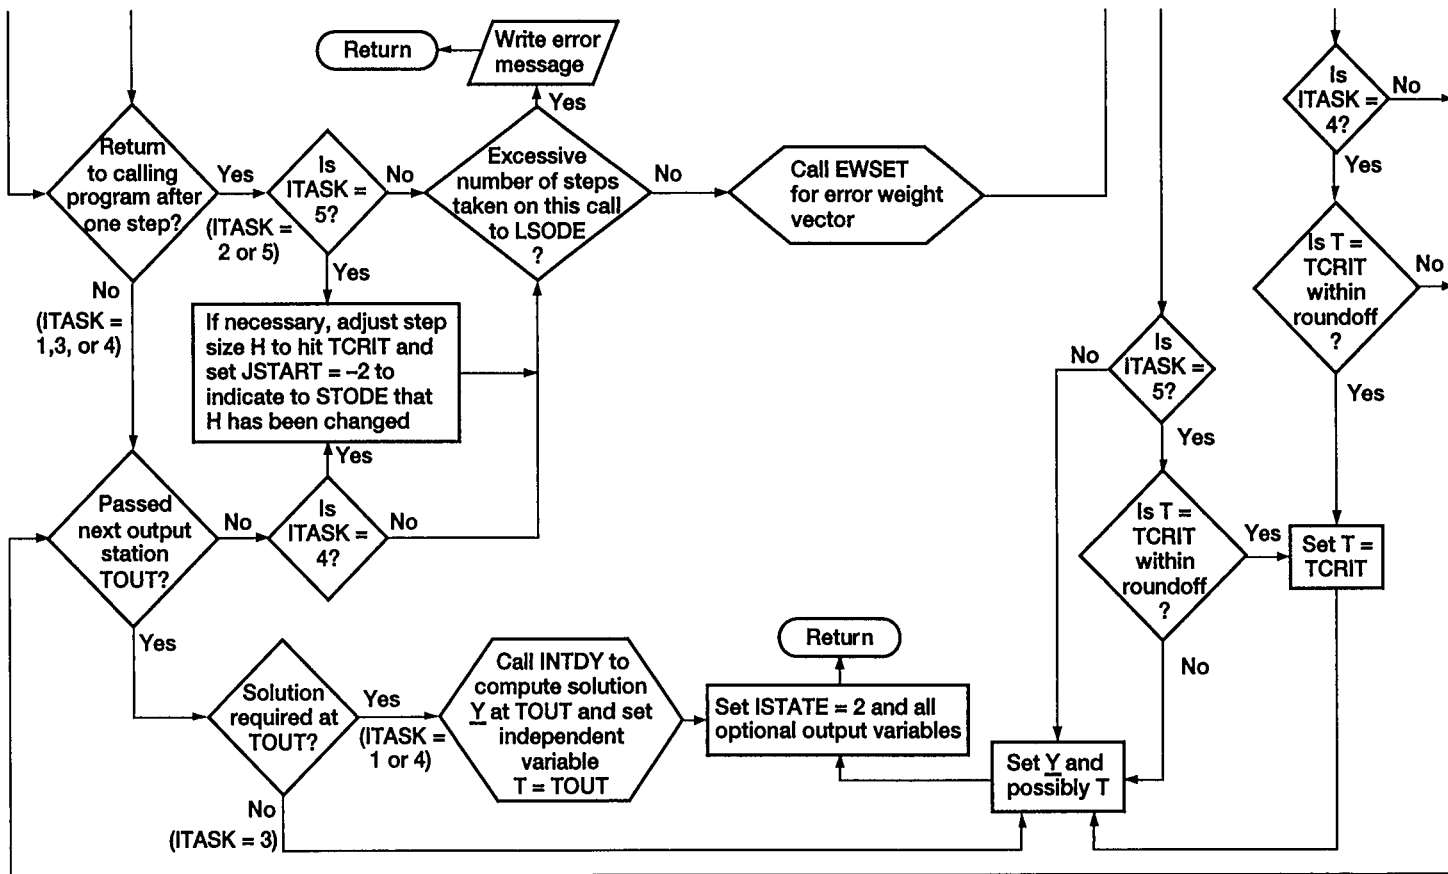 Return
Write error
message
Yes
Return
to calling
program after
one step?
Yes
(ITASK =
2 or 5)
No
(ITASK =
1,3, or 4)
Is
ITASK =
5?
No
Yes
Excessive
number of steps
taken on this call
to LSODE
?
No
Call EWSET
for error weight
vector
If necessary, adjust step
size H to hit TCRIT and
set JSTART = –2 to
indicate to STODE that
H has been changed
Yes
Passed
next output
station
TOUT?
No
Is
ITASK =
4?
No
Yes
Solution
required at
TOUT?
Yes
(ITASK =
1 or 4)
No
(ITASK = 3)
Call INTDY to
compute solution
Y at TOUT and set
independent
variable
T = TOUT
Return
Set ISTATE = 2 and all
optional output variables
Set Y and
possibly T
Is
ITASK =
5?
No
Yes
Is T =
TCRIT
within
roundoff
?
Yes
No
Is
ITASK =
4?
No
Yes
Is T =
TCRIT
within
roundoff
?
No
Yes
Set T =
TCRIT